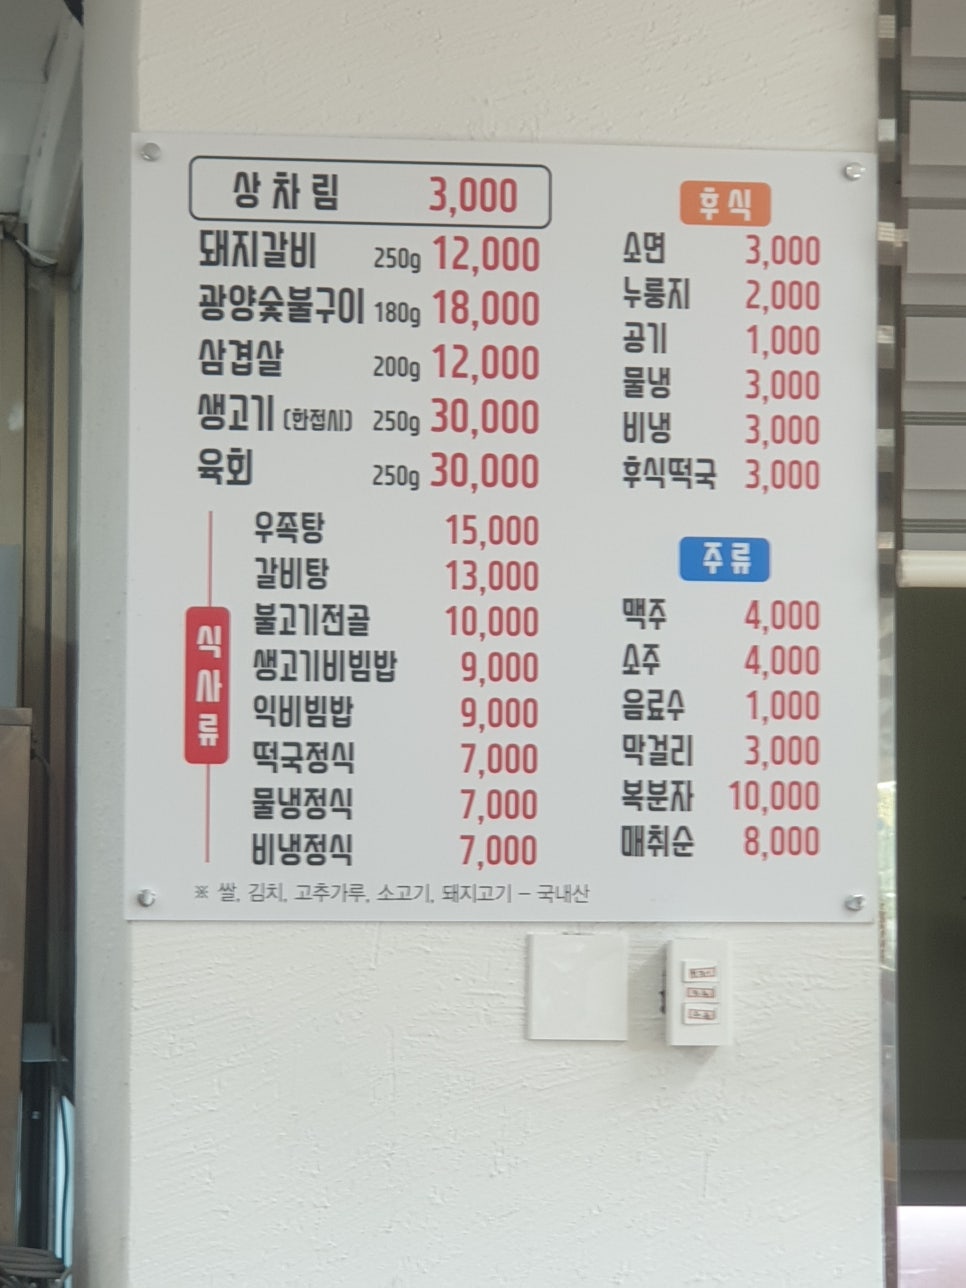 상차림 3,000
돼지갈비 250g 12,000
광양숯불구이 180g 18,000
삼겹살 200g 12,000
생고기 (한접시) 250g 30,000
육회 250g 30,000
식사류
우족탕 15,000
갈비탕 13,000
불고기전골 10,000
생고기비빔밥 9,000
익비빔밥 9,000
떡국정식 7,000
물냉정식 7,000
비냉정식 7,000
후식
소면 3,000
누룽지 2,000
공기 1,000
물냉 3,000
비냉 3,000
후식떡국 3,000
주류
맥주 4,000
소주 4,000
음료수 1,000
막걸리 3,000
복분자 10,000
매취순 8,000
※ 쌀, 김치, 고추가루, 소고기, 돼지고기 - 국내산